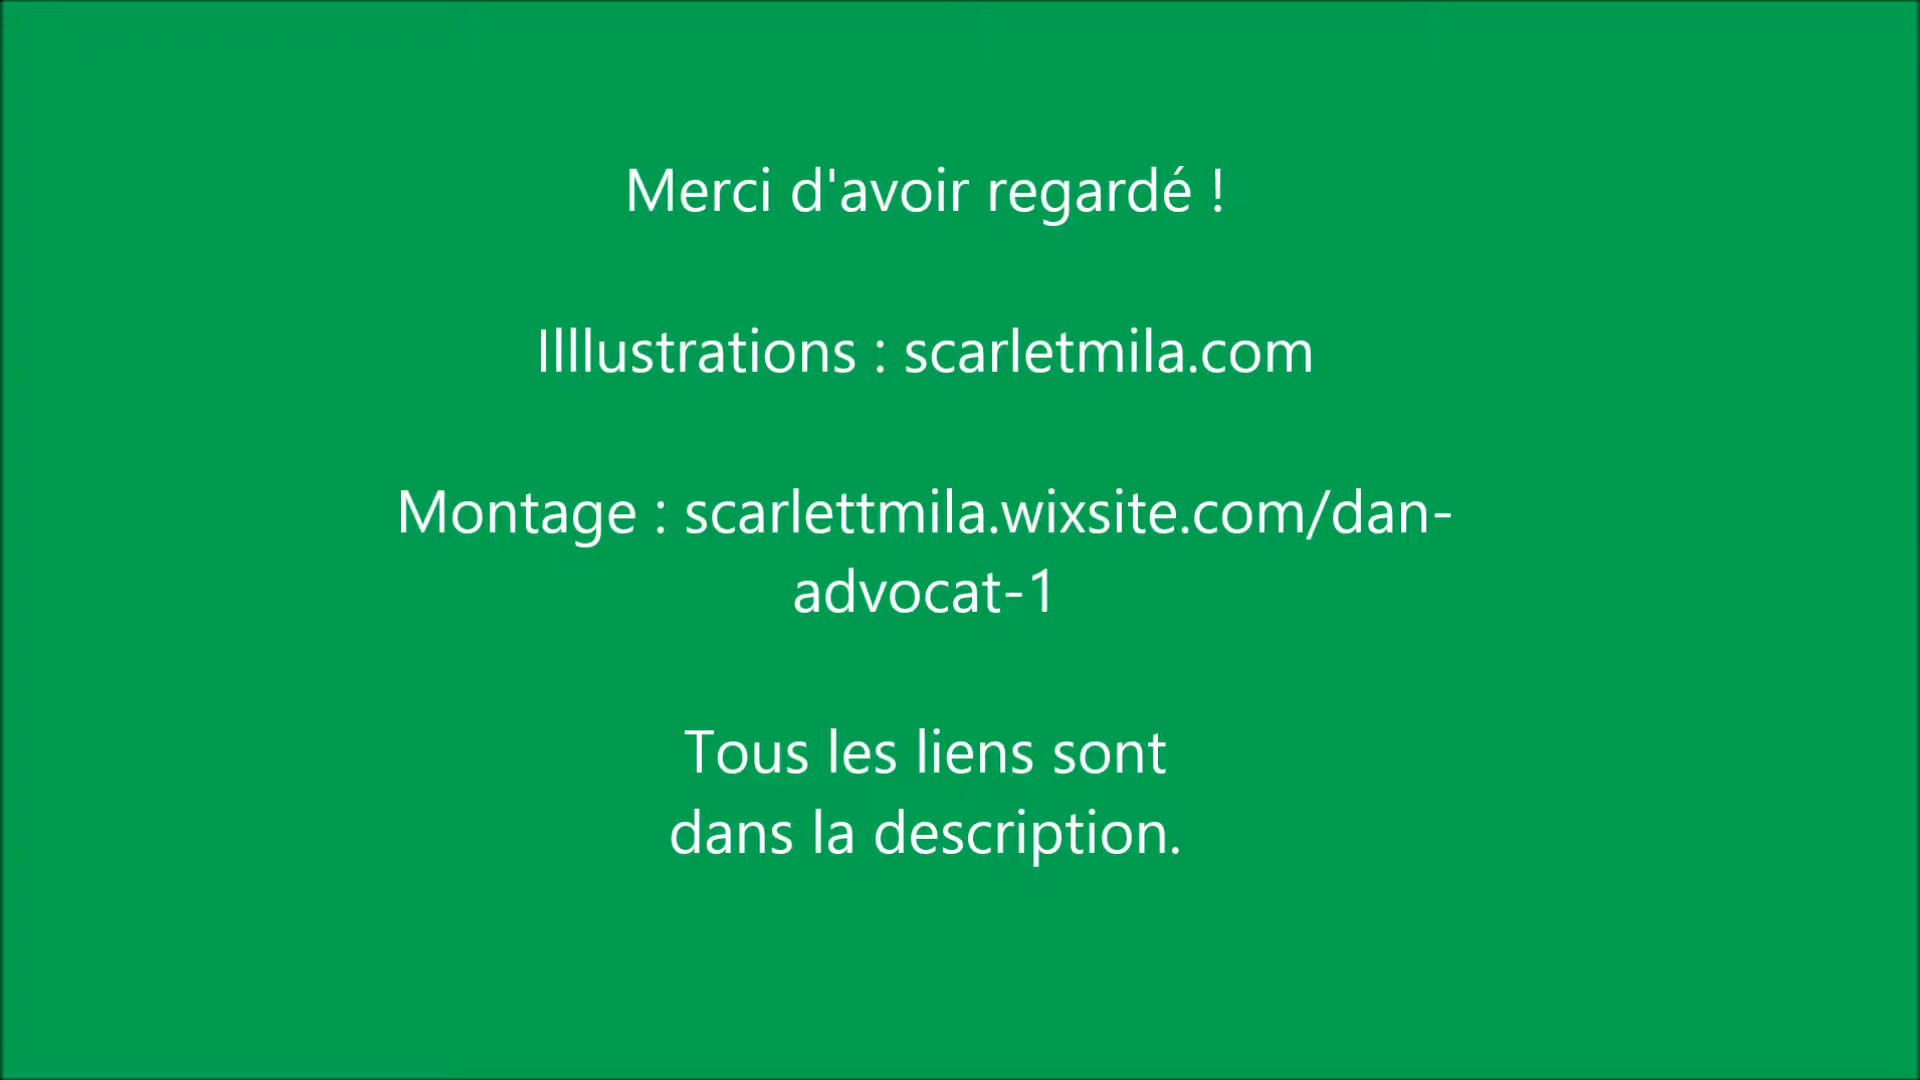 Merci d'avoir regardé !
Illlustrations : scarletmila.com
Montage : scarlettmila.wixsite.com/dan-
advocat-1
Tous les liens sont
dans la description.